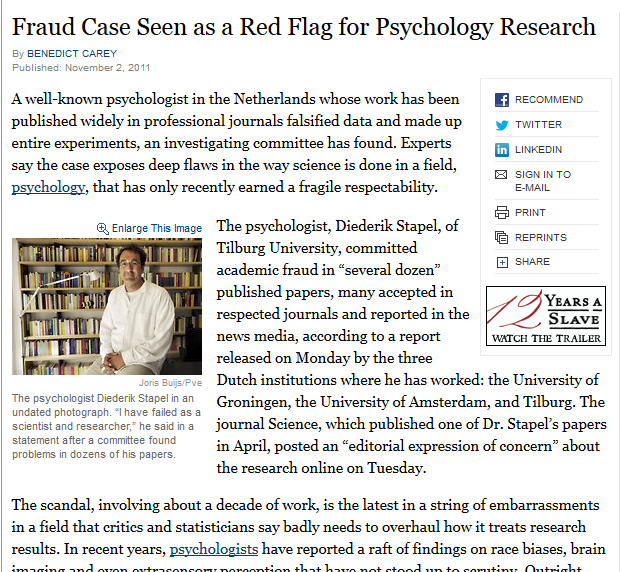 Fraud Case Seen as a Red Flag for Psychology Research
By BENEDICT CAREY
Published: November 2, 2011
A well-known psychologist in the Netherlands whose work has been
published widely in professional journals falsified data and made up
entire experiments, an investigating committee has found. Experts
say the case exposes deep flaws in the way science is done in a field,
psychology, that has only recently earned a fragile respectability.
RECOMMEND
TWITTER
LINKEDIN
SIGN IN TO
E-MAIL
PRINT
REPRINTS
SHARE
12 YEARS A
SLAVE
WATCH THE TRAILER
Enlarge This Image
Joris Buijs/Pve
The psychologist Diederik Stapel in an
undated photograph. “I have failed as a
scientist and researcher,” he said in a
statement after a committee found
problems in dozens of his papers.
The psychologist, Diederik Stapel, of
Tilburg University, committed
academic fraud in “several dozen”
published papers, many accepted in
respected journals and reported in the
news media, according to a report
released on Monday by the three
Dutch institutions where he has worked: the University of
Groningen, the University of Amsterdam, and Tilburg. The
journal Science, which published one of Dr. Stapel’s papers
in April, posted an “editorial expression of concern” about
the research online on Tuesday.
The scandal, involving about a decade of work, is the latest in a string of embarrassments
in a field that critics and statisticians say badly needs to overhaul how it treats research
results. In recent years, psychologists have reported a raft of findings on race biases, brain
imaging and even extrasensory perception that have not stood up to scrutiny. Outright